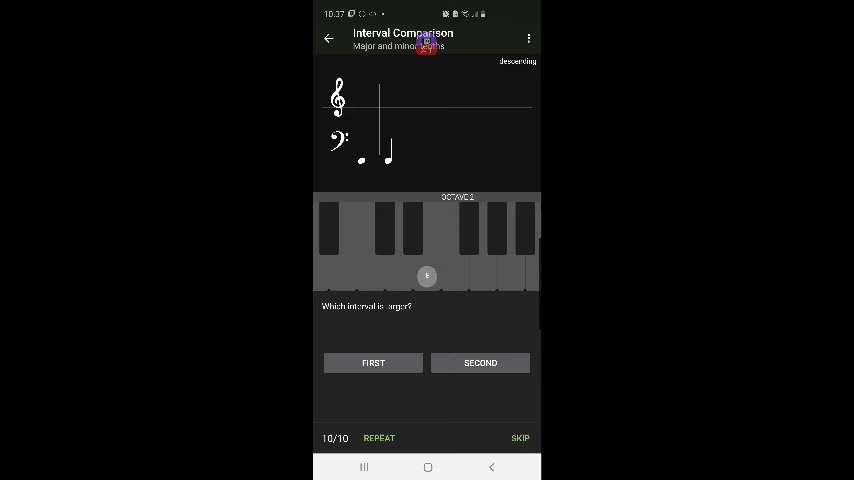 10.37
Interval Comparison
Major and minor
descending
OCTAVE 2
E
Which interval is larger?
FIRST
SECOND
10/10
REPEAT
SKIP